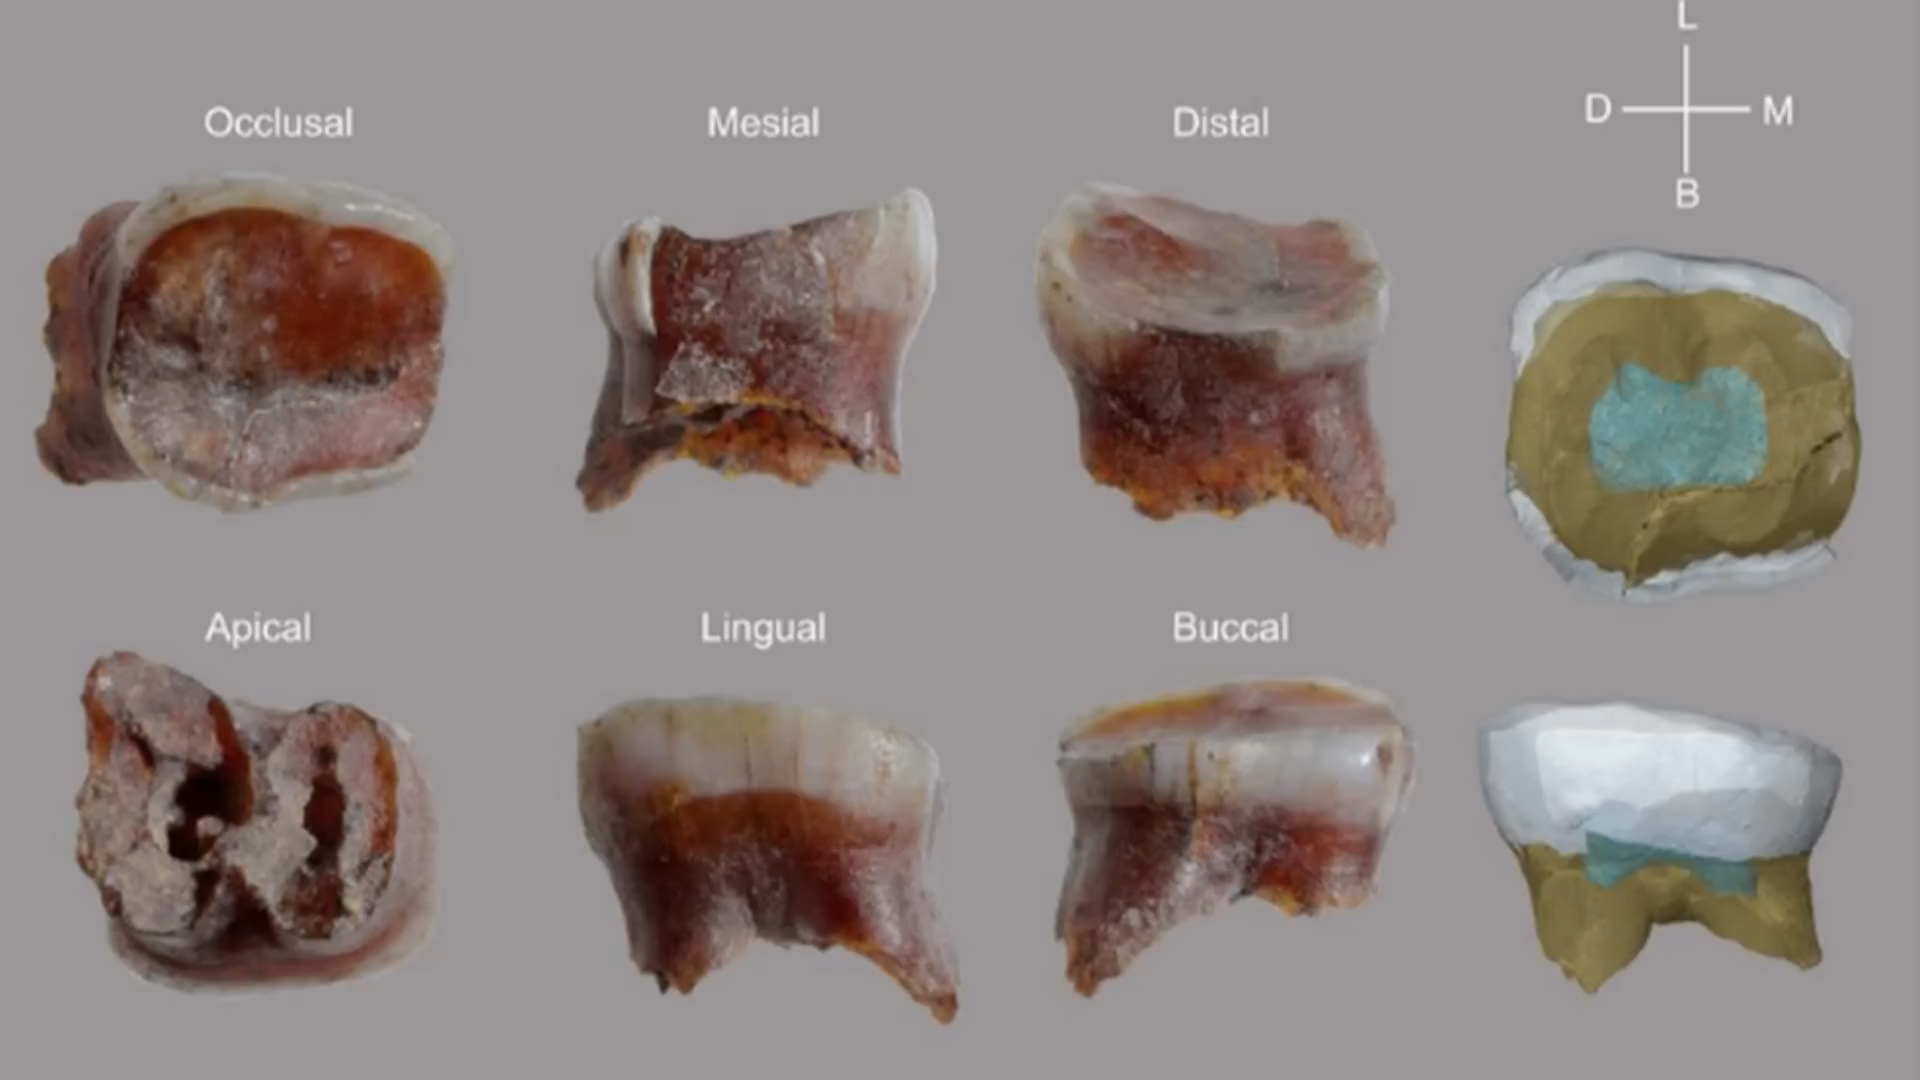 L
D M
B
Occlusal Mesial Distal
Apical Lingual Buccal